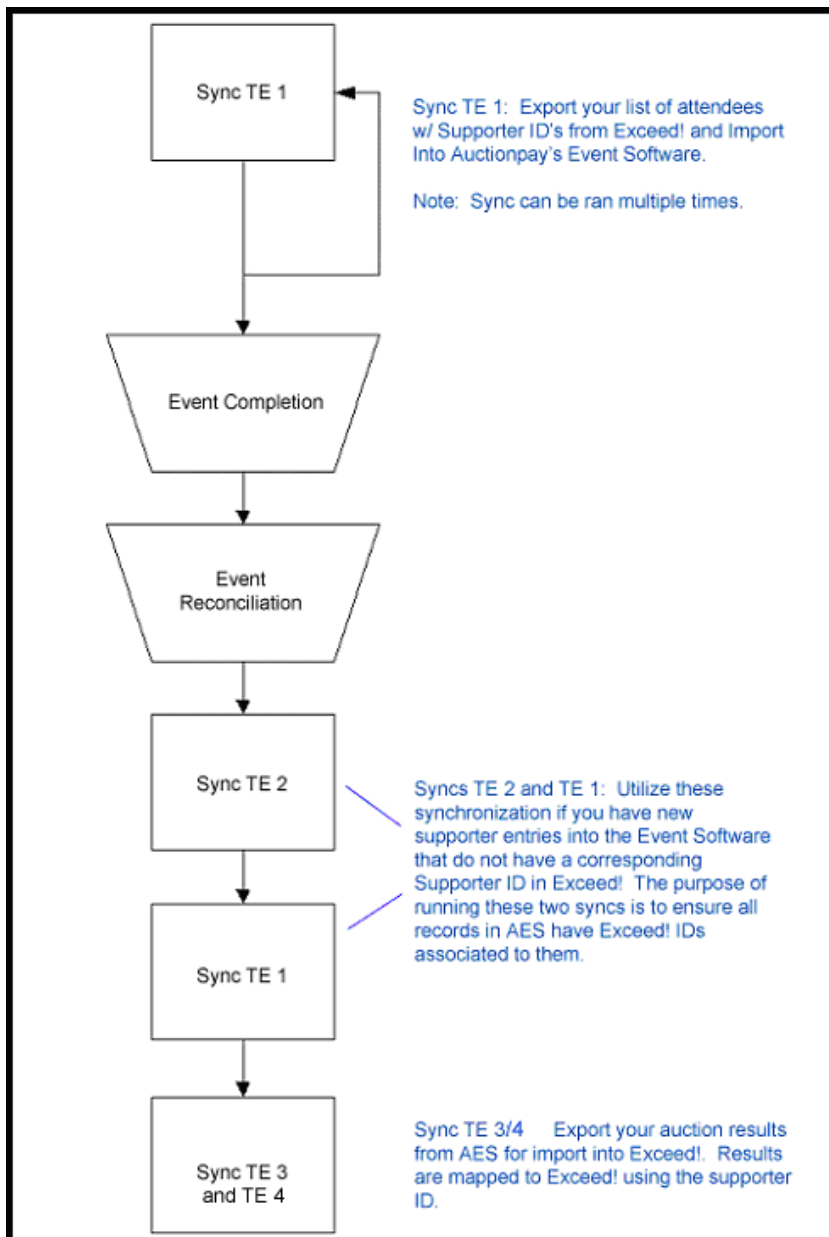 Sync TE 1
Sync TE 1: Export your list of attendees
w/ Supporter ID's from Exceed! and Import
Into Auctionpay's Event Software.
Note: Sync can be ran multiple times.
Event Completion
Event
Reconciliation
Sync TE 2
Syncs TE 2 and TE 1: Utilize these
synchronization if you have new
supporter entries into the Event Software
that do not have a corresponding
Supporter ID in Exceed! The purpose of
running these two syncs is to ensure all
records in AES have Exceed! IDs
associated to them.
Sync TE 1
Sync TE 3
and TE 4
Sync TE 3/4 Export your auction results
from AES for import into Exceed!. Results
are mapped to Exceed! using the supporter
ID.